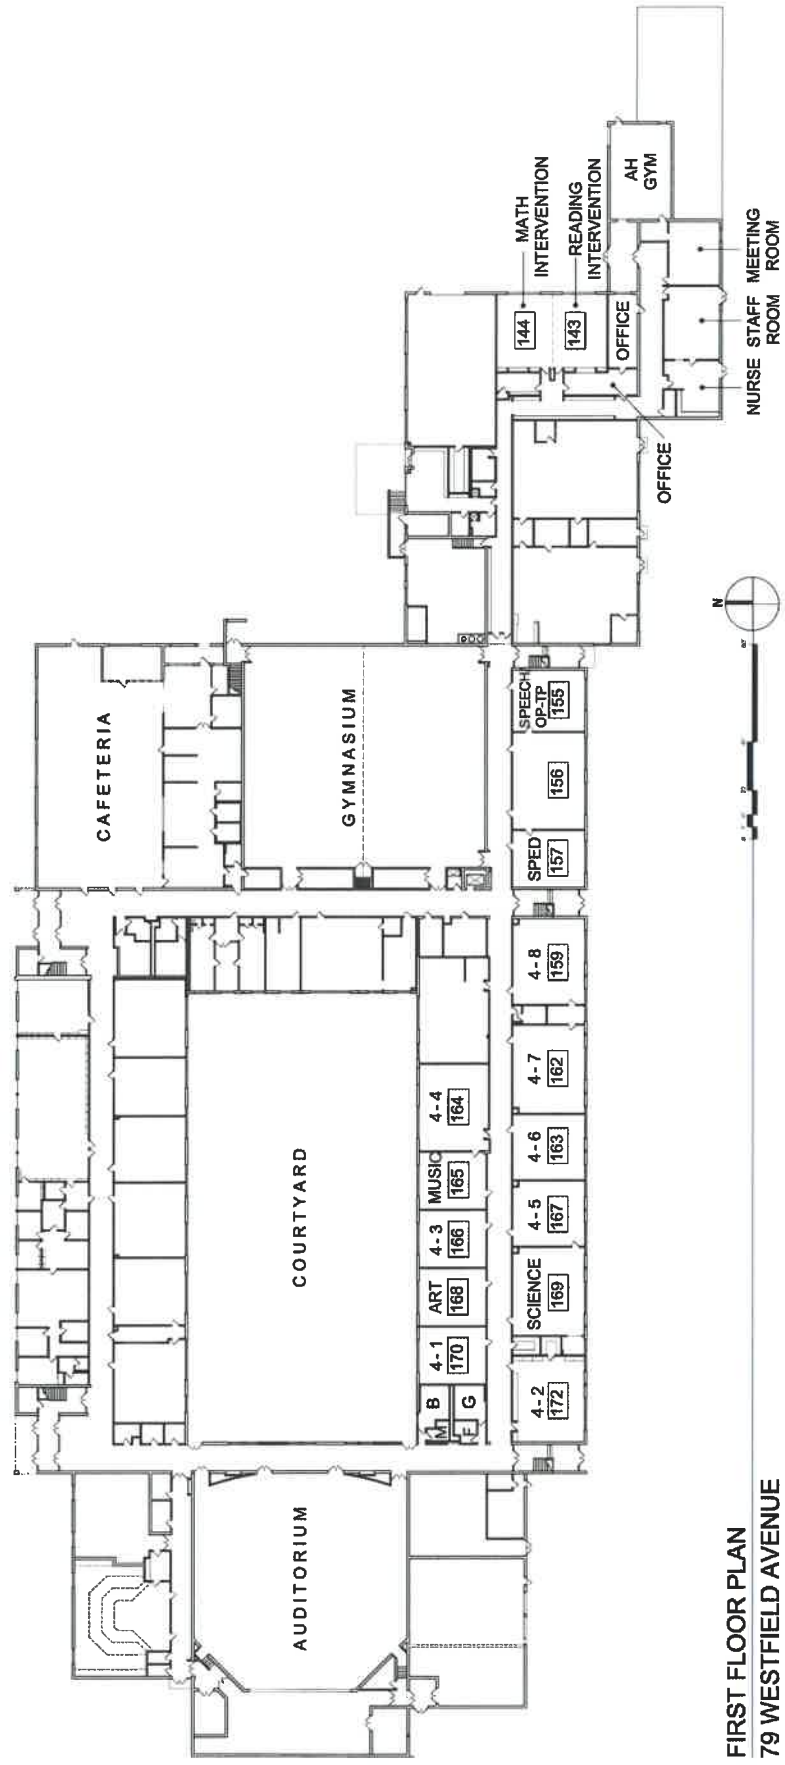 AUDITORIUM
COURTYARD
CAFETERIA
GYMNASIUM
B
M
G
F
4 - 1
170
ART
168
4 - 3
166
MUSIC
165
4 - 4
164
4 - 2
172
SCIENCE
169
4 - 5
167
4 - 6
163
4 - 7
162
4 - 8
159
SPED
157
156
SPEECH
OP-TP
155
144
MATH
INTERVENTION
143
READING
INTERVENTION
OFFICE
OFFICE
AH
GYM
NURSE
STAFF
ROOM
MEETING
ROOM
N
FIRST FLOOR PLAN
79 WESTFIELD AVENUE